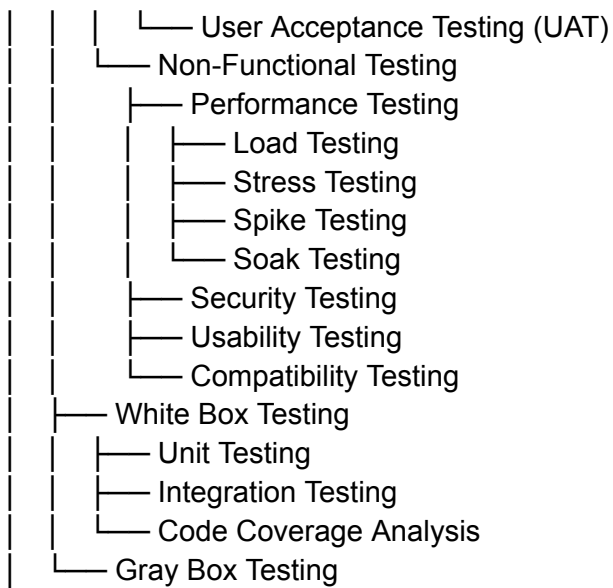 │ │ │ └── User Acceptance Testing (UAT)
│ │ └── Non-Functional Testing
│ │ ├── Performance Testing
│ │ │ ├── Load Testing
│ │ │ ├── Stress Testing
│ │ │ ├── Spike Testing
│ │ │ └── Soak Testing
│ │ ├── Security Testing
│ │ ├── Usability Testing
│ │ └── Compatibility Testing
│ ├── White Box Testing
│ │ ├── Unit Testing
│ │ ├── Integration Testing
│ │ └── Code Coverage Analysis
│ └── Gray Box Testing